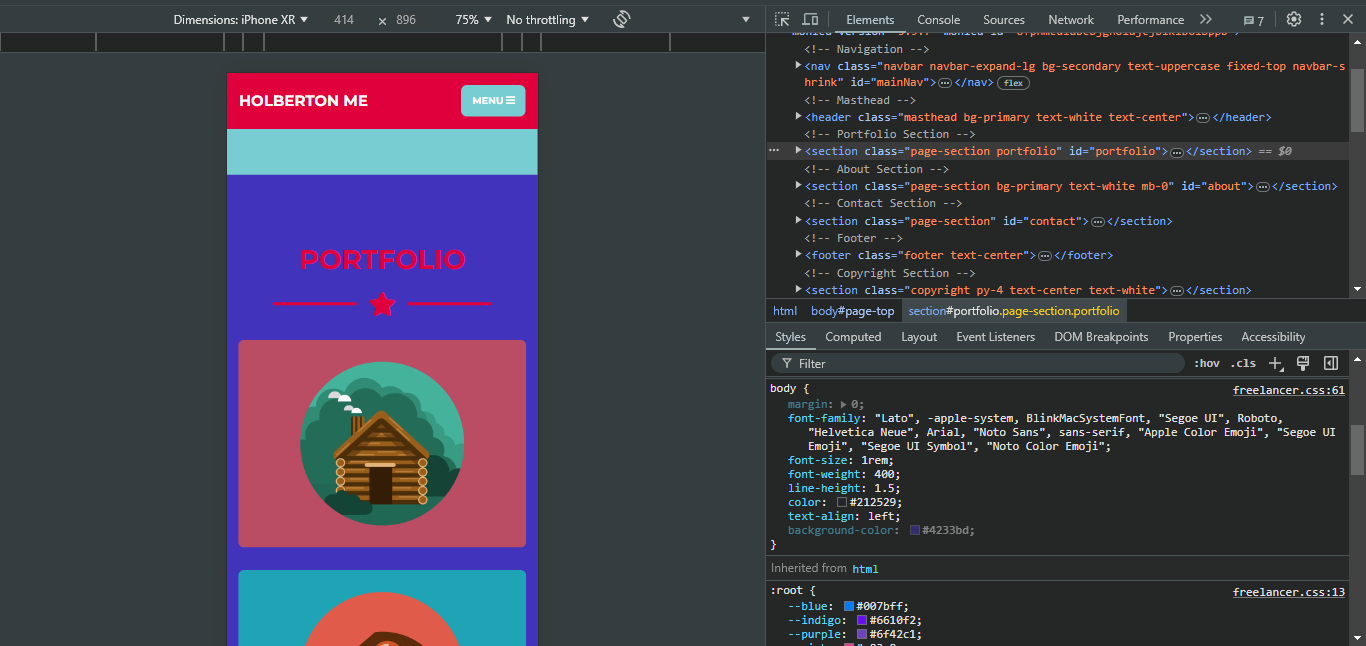 Dimensions: iPhone XR ▼ 414 × 896 75% ▼ No throttling ▼
Elements Console Sources Network Performance 7
HOLBERTON ME
MENU
PORTFOLIO
<!-- Navigation -->
<nav class="navbar navbar-expand-lg bg-secondary text-uppercase fixed-top navbar-s
hrink" id="mainNav">…</nav> flex
<!-- Masthead -->
<header class="masthead bg-primary text-white text-center">…</header>
<!-- Portfolio Section -->
<section class="page-section portfolio" id="portfolio">…</section> == $0
<!-- About Section -->
<section class="page-section bg-primary text-white mb-0" id="about">…</section>
<!-- Contact Section -->
<section class="page-section" id="contact">…</section>
<!-- Footer -->
<footer class="footer text-center">…</footer>
<!-- Copyright Section -->
<section class="copyright py-4 text-center text-white">…</section>
html body#page-top section#portfolio.page-section.portfolio
Styles Computed Layout Event Listeners DOM Breakpoints Properties Accessibility
Filter :hov .cls
body { freelancer.css:61
margin: 0;
font-family: "Lato", -apple-system, BlinkMacSystemFont, "Segoe UI", Roboto,
"Helvetica Neue", Arial, "Noto Sans", sans-serif, "Apple Color Emoji", "Segoe UI
Emoji", "Segoe UI Symbol", "Noto Color Emoji";
font-size: 1rem;
font-weight: 400;
line-height: 1.5;
color: #212529;
text-align: left;
background-color: #4233bd;
}
Inherited from html
:root { freelancer.css:13
--blue: #007bff;
--indigo: #6610f2;
--purple: #6f42c1;